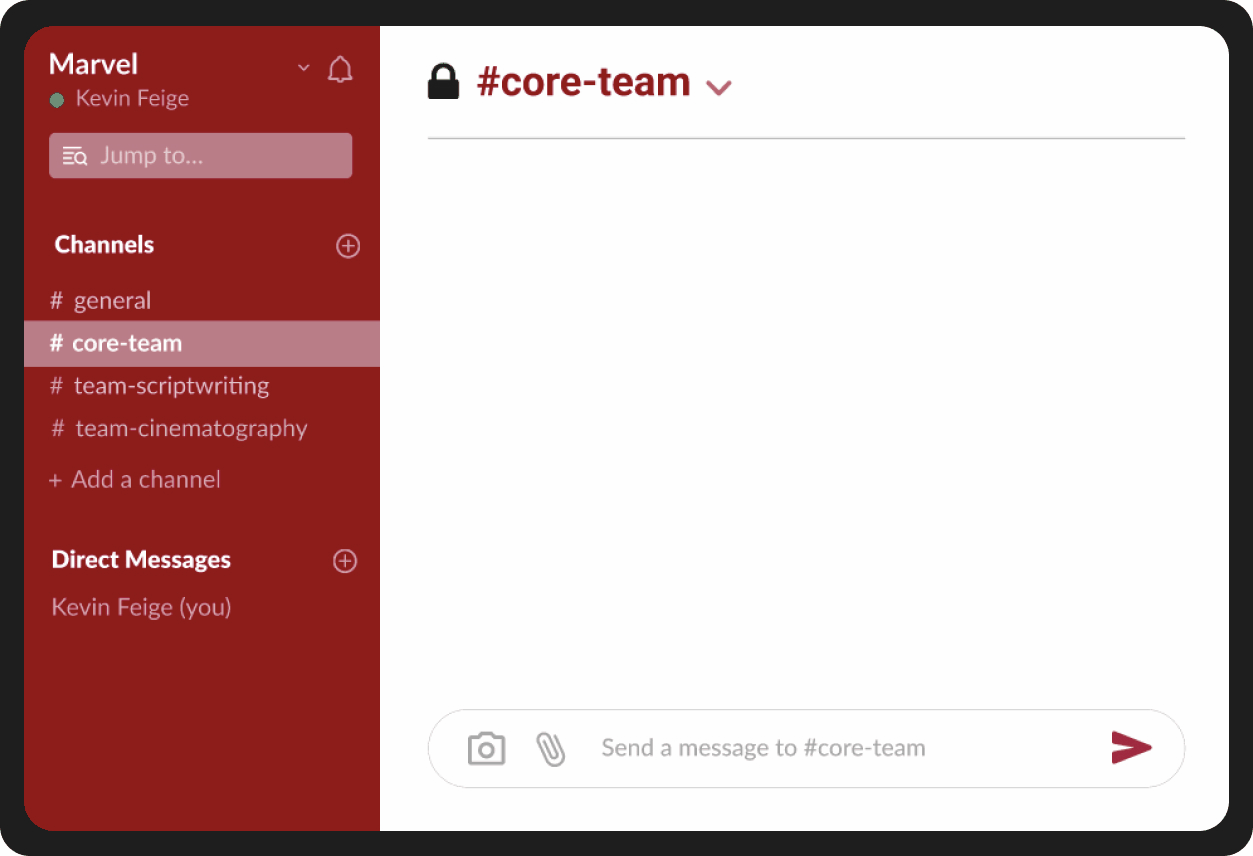 Marvel
Kevin Feige
Jump to...
Channels
# general
# core-team
# team-scriptwriting
# team-cinematography
+ Add a channel
Direct Messages
Kevin Feige (you)
#core-team
Send a message to #core-team